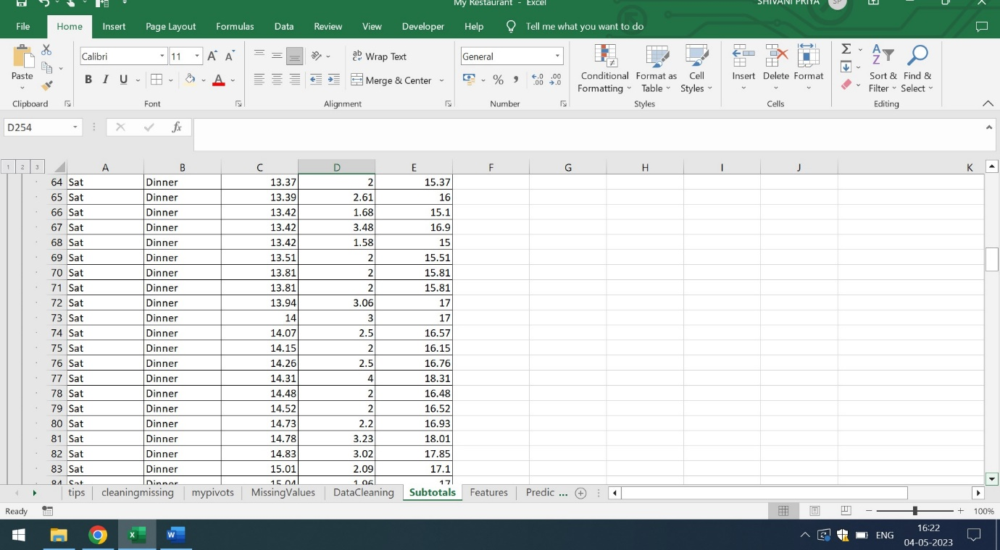 My Restaurant - Excel SHIVANI PRIYA SP
File Home Insert Page Layout Formulas Data Review View Developer Help Tell me what you want to do
Calibri 11 A A ab Wrap Text General
Paste B I U A Merge & Center % , Conditional Formatting Format as Table Cell Styles Insert Delete Format Σ Sort & Filter Find & Select
Clipboard Font Alignment Number Styles Cells Editing
D254 fx
1 2 3 A B C D E F G H I J K
64 Sat Dinner 13.37 2 15.37
65 Sat Dinner 13.39 2.61 16
66 Sat Dinner 13.42 1.68 15.1
67 Sat Dinner 13.42 3.48 16.9
68 Sat Dinner 13.42 1.58 15
69 Sat Dinner 13.51 2 15.51
70 Sat Dinner 13.81 2 15.81
71 Sat Dinner 13.81 2 15.81
72 Sat Dinner 13.94 3.06 17
73 Sat Dinner 14 3 17
74 Sat Dinner 14.07 2.5 16.57
75 Sat Dinner 14.15 2 16.15
76 Sat Dinner 14.26 2.5 16.76
77 Sat Dinner 14.31 4 18.31
78 Sat Dinner 14.48 2 16.48
79 Sat Dinner 14.52 2 16.52
80 Sat Dinner 14.73 2.2 16.93
81 Sat Dinner 14.78 3.23 18.01
82 Sat Dinner 14.83 3.02 17.85
83 Sat Dinner 15.01 2.09 17.1
84 Sat Dinner 15.04 1.96 17
tips cleaningmissing mypivots MissingValues DataCleaning Subtotals Features Predic ...
Ready 100%
ENG 16:22
04-05-2023